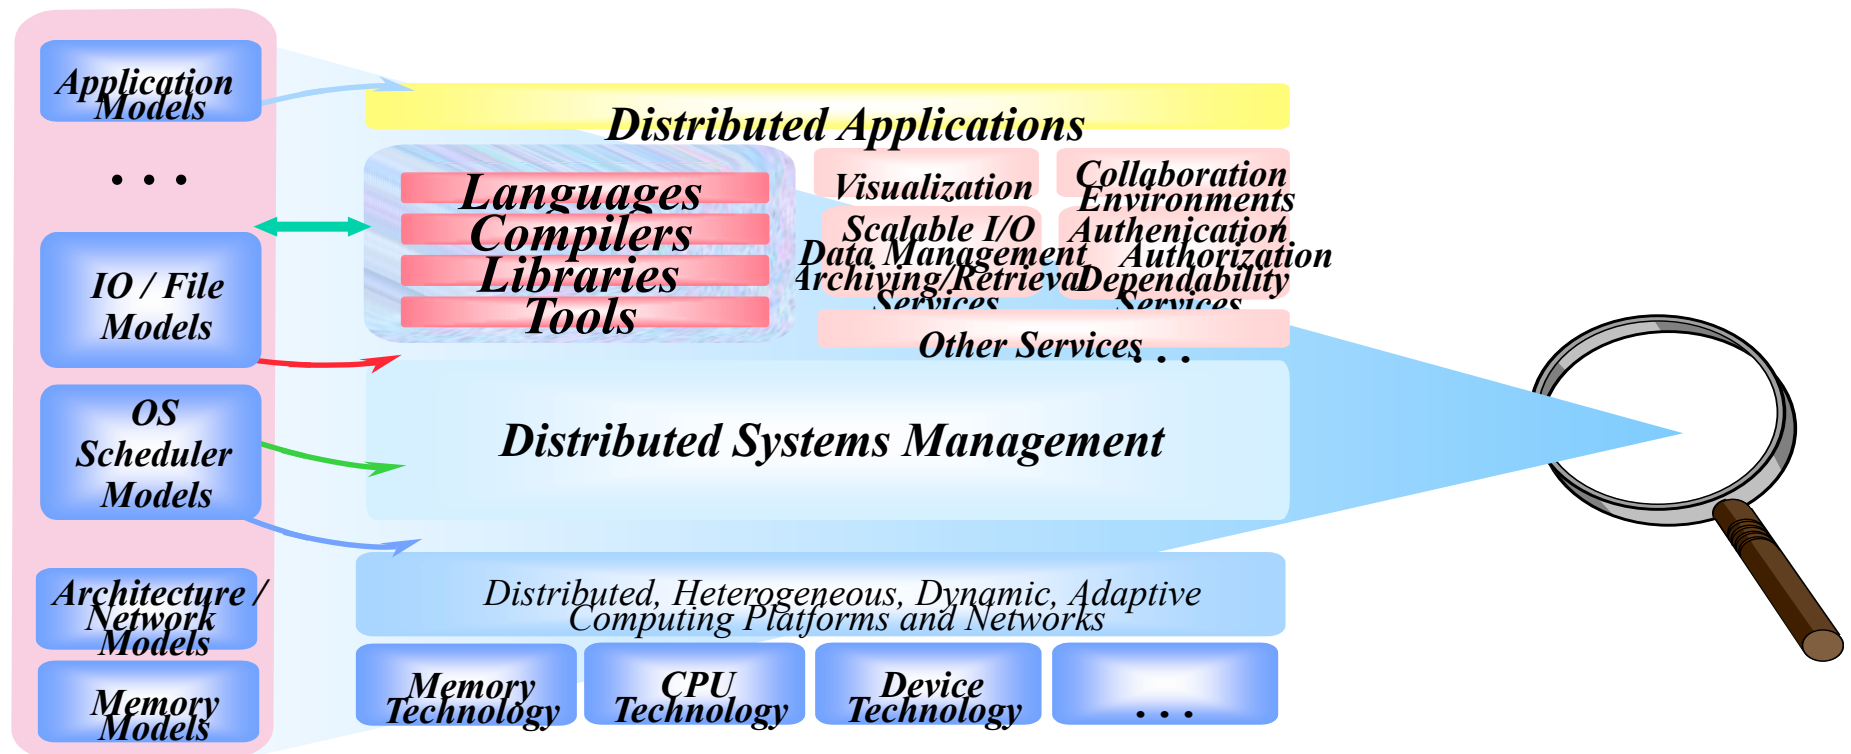 Application
Models
. . .
IO / File
Models
OS
Scheduler
Models
Architecture /
Network
Models
Memory
Models
Distributed Applications
Languages
Compilers
Libraries
Tools
Visualization
Scalable I/O
Data Management
Archiving/Retrieval
Services
Collaboration
Environments
Authenication/
Authorization
Dependability
Services
Other Services . . .
Distributed Systems Management
Distributed, Heterogeneous, Dynamic, Adaptive
Computing Platforms and Networks
Memory
Technology
CPU
Technology
Device
Technology
. . .